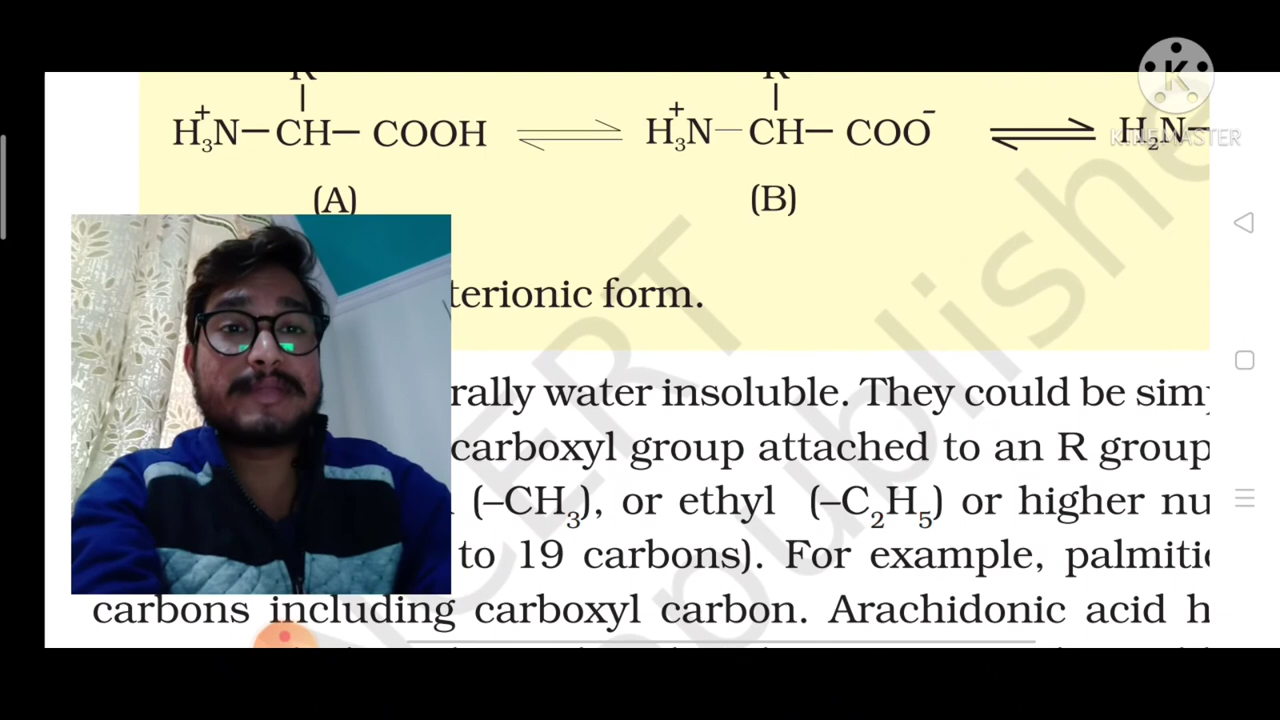 R R
H₃N⁺—CH—COOH ⇌ H₃N⁺—CH—COO⁻ ⇌ H₂N—
(A) (B)
KINEMASTER
terionic form.
rally water insoluble. They could be sim
carboxyl group attached to an R group
(–CH₃), or ethyl (–C₂H₅) or higher nu
to 19 carbons). For example, palmitic
carbons including carboxyl carbon. Arachidonic acid h